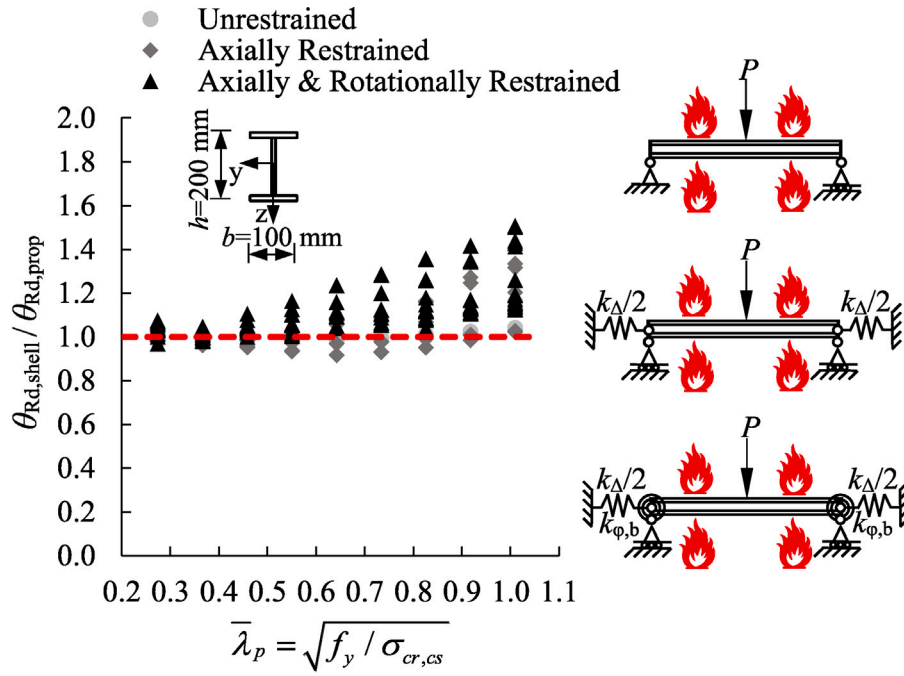 Unrestrained
Axially Restrained
Axially & Rotationally Restrained
θRd,shell / θRd,prop
2.0
1.8
1.6
1.4
1.2
1.0
0.8
0.6
0.4
0.2
0.0
0.2 0.3 0.4 0.5 0.6 0.7 0.8 0.9 1.0 1.1
λ̅p = √fy / σcr,cs
h=200 mm
y
z
b=100 mm
P
P
kΔ/2 kΔ/2
P
kΔ/2 kΔ/2
kφ,b kφ,b